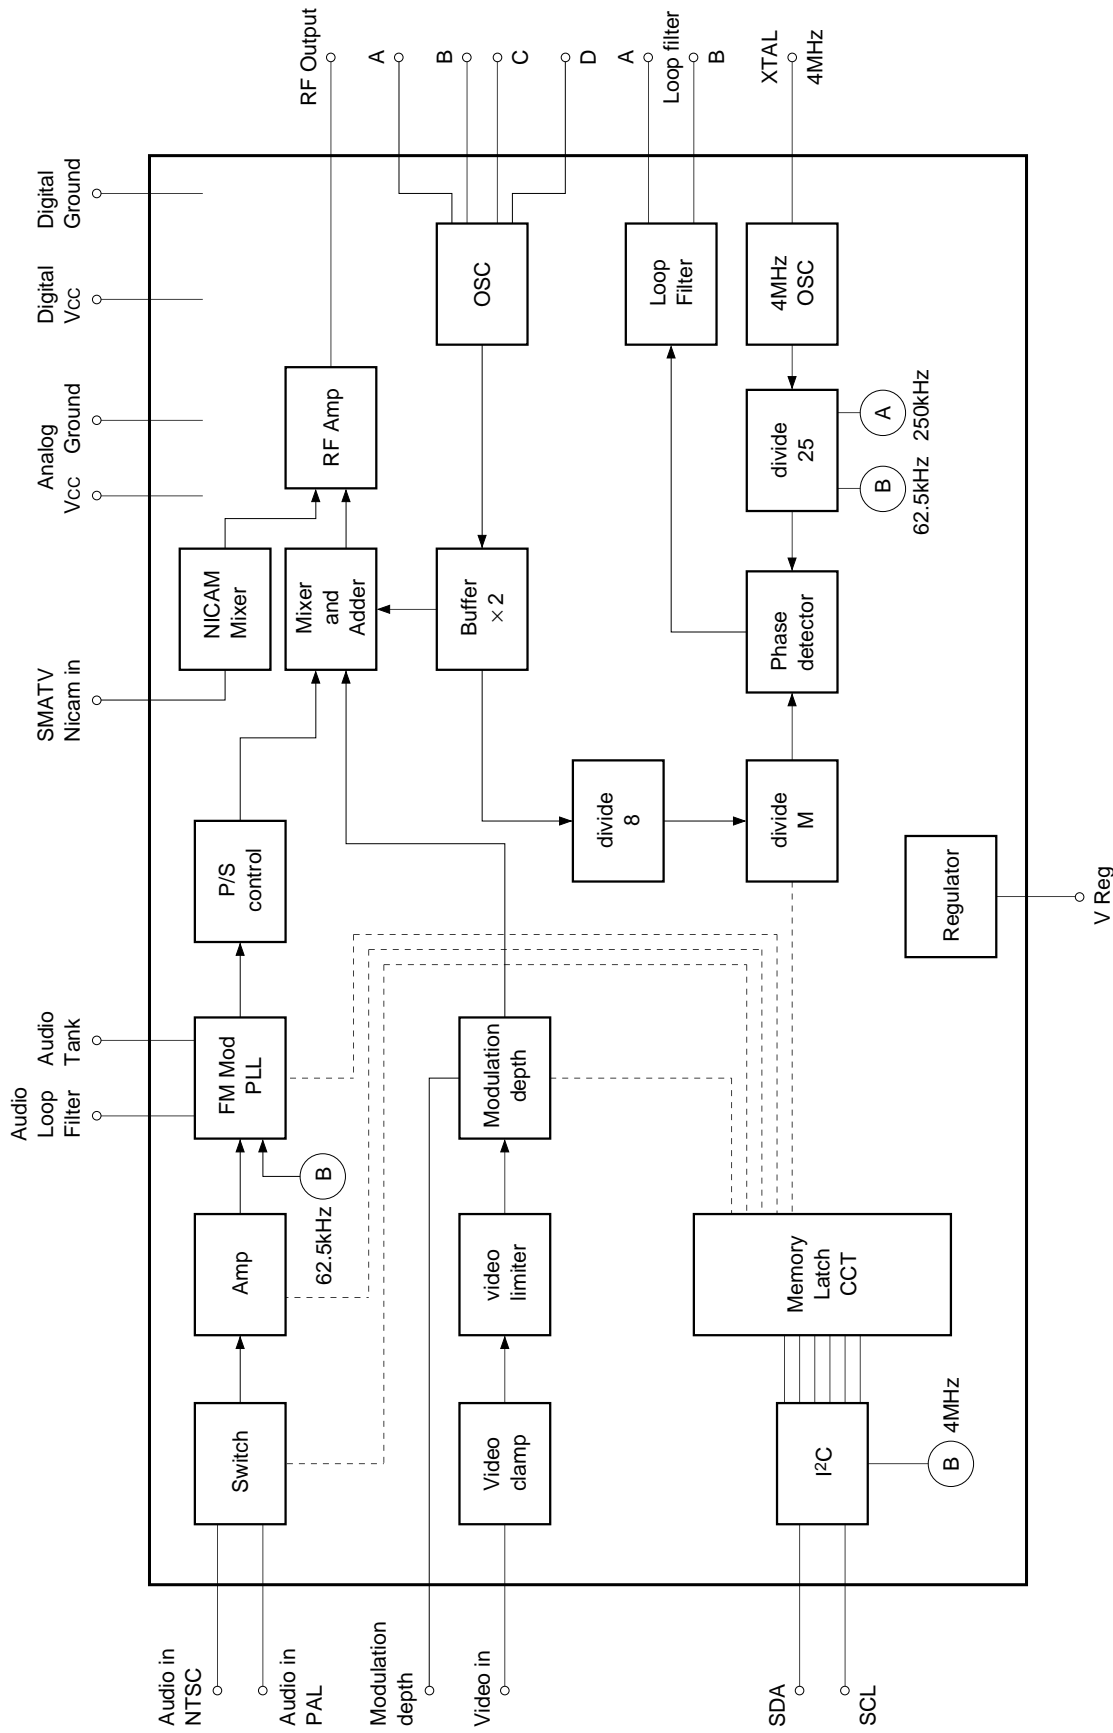 Audio
Loop
Filter
Audio
Tank
SMATV
Nicam in
Analog
Vcc
Ground
Digital
Vcc
Digital
Ground
Audio in
NTSC
Audio in
PAL
Switch
Amp
62.5kHz
B
FM Mod
PLL
P/S
control
NICAM
Mixer
Mixer
and
Adder
RF Amp
RF Output
Modulation
depth
Video in
Video
clamp
video
limiter
Modulation
depth
Buffer
×2
OSC
A
B
C
D
divide
8
Loop
Filter
A
Loop filter
B
SDA
SCL
I²C
B
4MHz
Memory
Latch
CCT
divide
M
Phase
detector
divide
25
B
62.5kHz
A
250kHz
4MHz
OSC
XTAL
4MHz
Regulator
V Reg